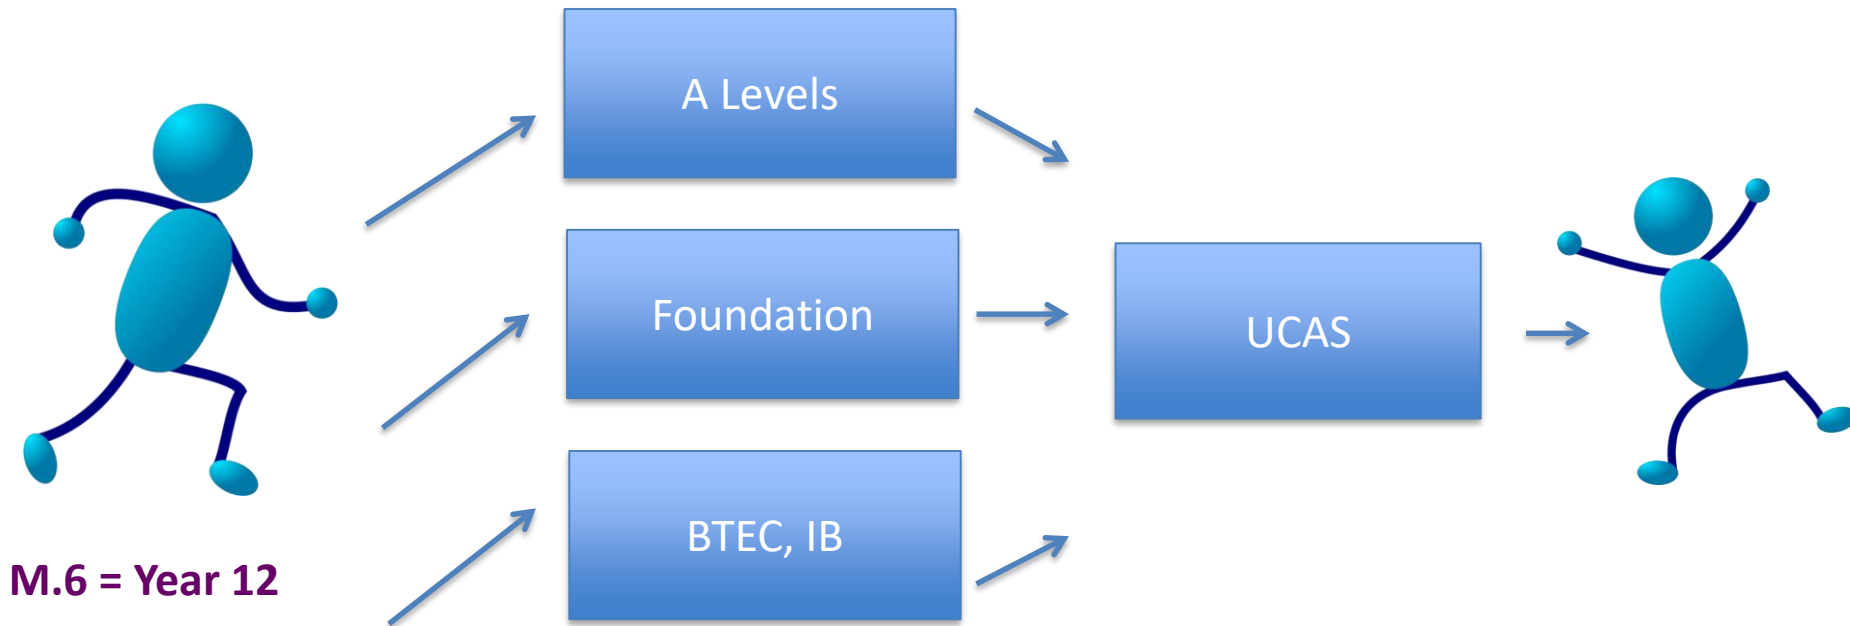 A Levels
Foundation
UCAS
BTEC, IB
M.6 = Year 12